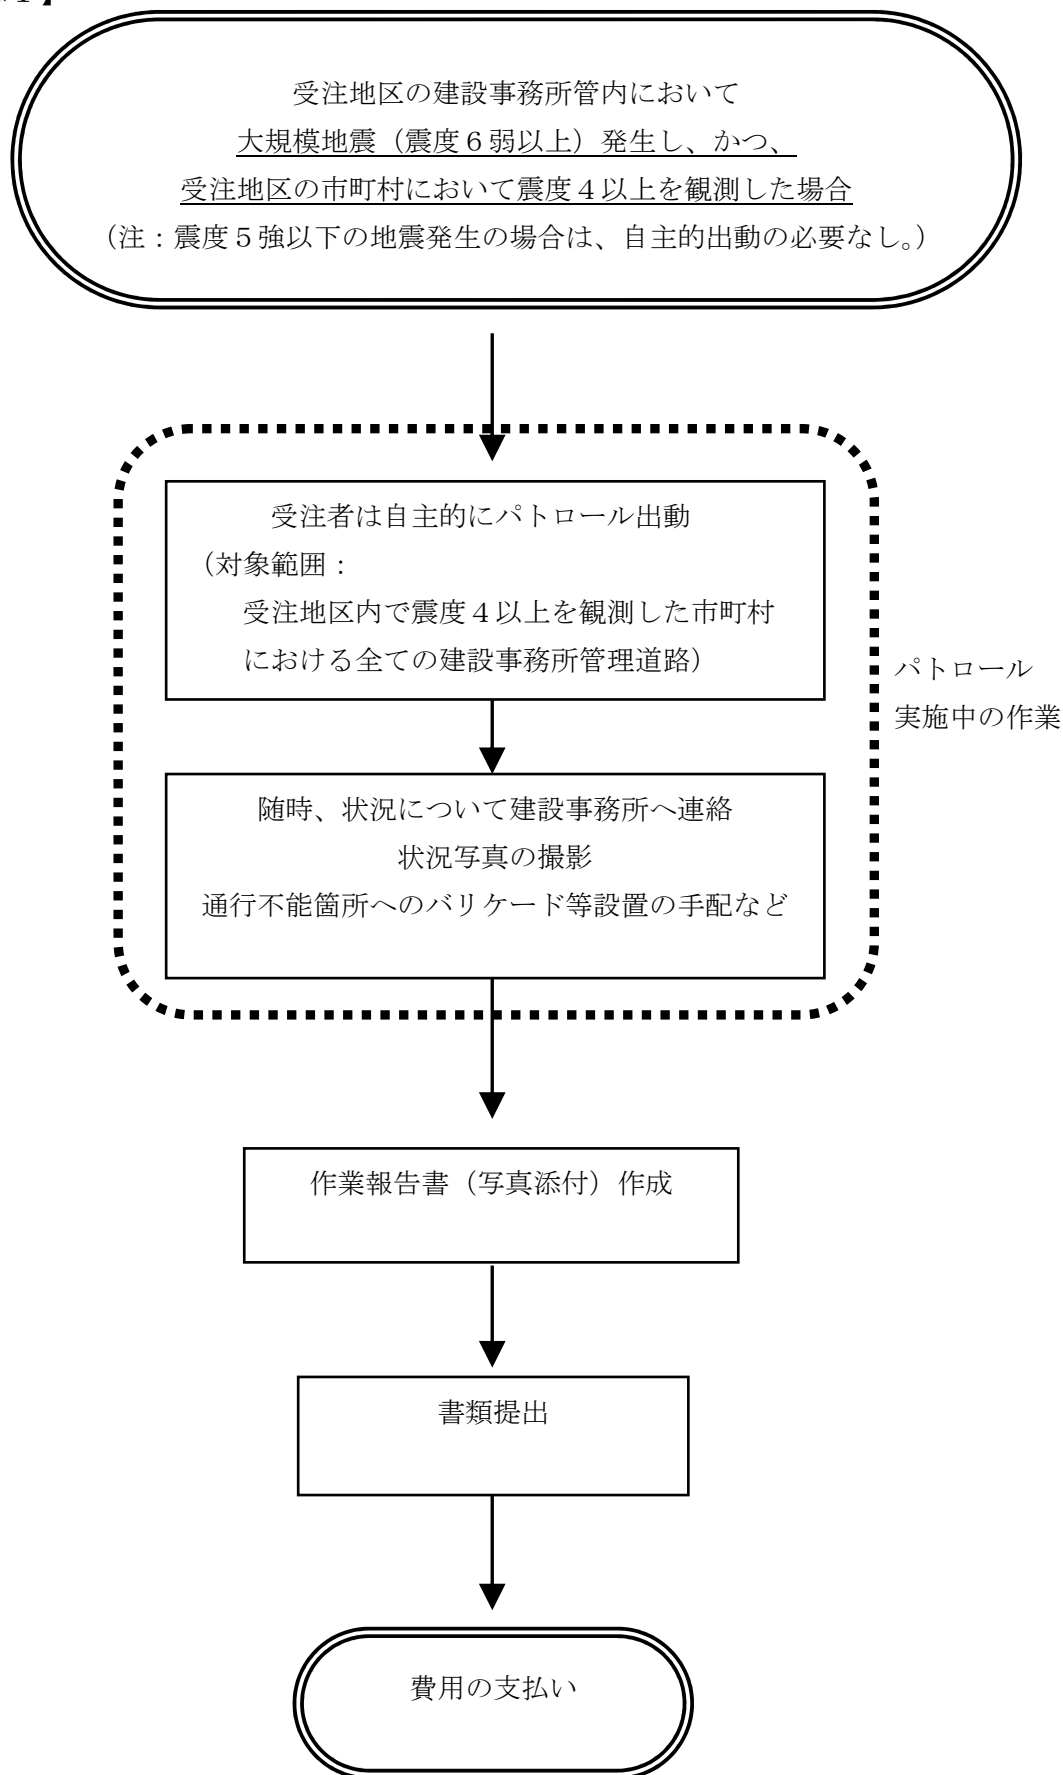 受注地区の建設事務所管内において
大規模地震（震度６弱以上）発生し、かつ、
受注地区の市町村において震度４以上を観測した場合
（注：震度５強以下の地震発生の場合は、自主的出動の必要なし。）
受注者は自主的にパトロール出動
（対象範囲：
受注地区内で震度４以上を観測した市町村
における全ての建設事務所管理道路）
パトロール
実施中の作業
随時、状況について建設事務所へ連絡
状況写真の撮影
通行不能箇所へのバリケード等設置の手配など
作業報告書（写真添付）作成
書類提出
費用の支払い